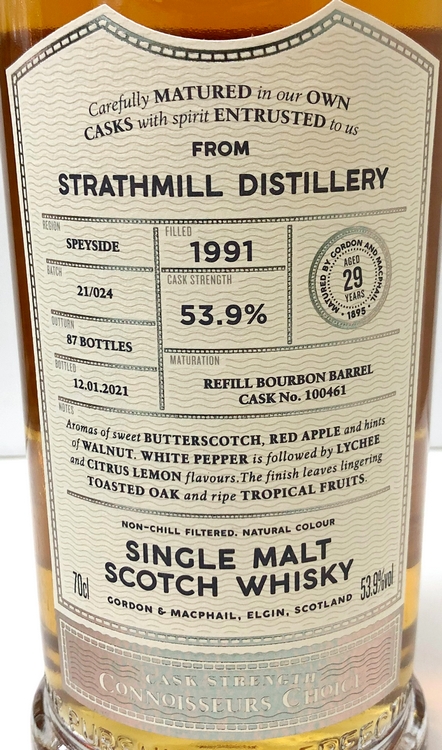 Carefully MATURED in our OWN
CASKS with spirit ENTRUSTED to us
FROM
STRATHMILL DISTILLERY
REGION
SPEYSIDE
BATCH
21/024
OUTTURN
87 BOTTLES
BOTTLED
12.01.2021
FILLED
1991
CASK STRENGTH
53.9%
MATURED BY GORDON AND MACPHAIL
AGED
29
YEARS
· 1895 ·
MATURATION
REFILL BOURBON BARREL
CASK No. 100461
NOTES
Aromas of sweet BUTTERSCOTCH, RED APPLE and hints
of WALNUT. WHITE PEPPER is followed by LYCHEE
and CITRUS LEMON flavours. The finish leaves lingering
TOASTED OAK and ripe TROPICAL FRUITS.
NON-CHILL FILTERED. NATURAL COLOUR
SINGLE MALT
SCOTCH WHISKY
70cl
53.9%vol
GORDON & MACPHAIL, ELGIN, SCOTLAND
CASK STRENGTH
CONNOISSEURS CHOICE